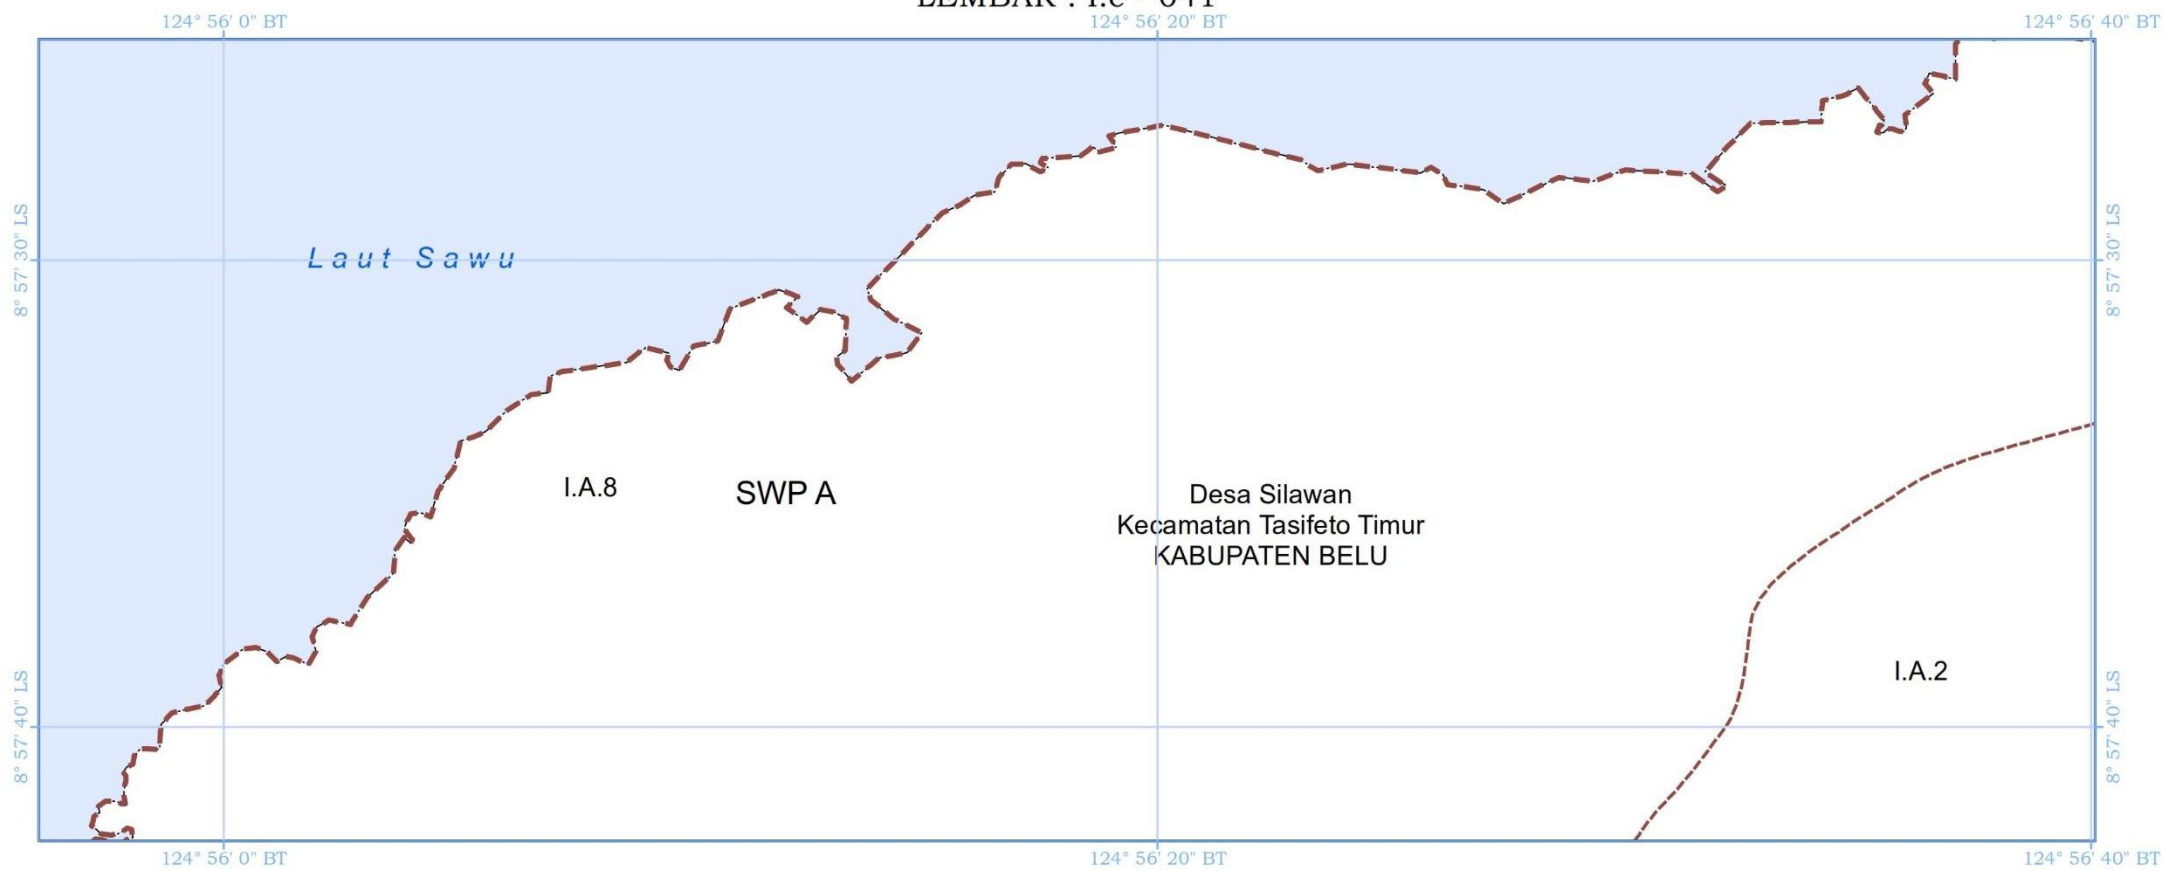 124° 56' 0" BT
124° 56' 20" BT
124° 56' 40" BT
8° 57' 30" LS
Laut Sawu
8° 57' 30" LS
I.A.8
SWP A
Desa Silawan
Kecamatan Tasifeto Timur
KABUPATEN BELU
I.A.2
8° 57' 40" LS
8° 57' 40" LS
124° 56' 0" BT
124° 56' 20" BT
124° 56' 40" BT